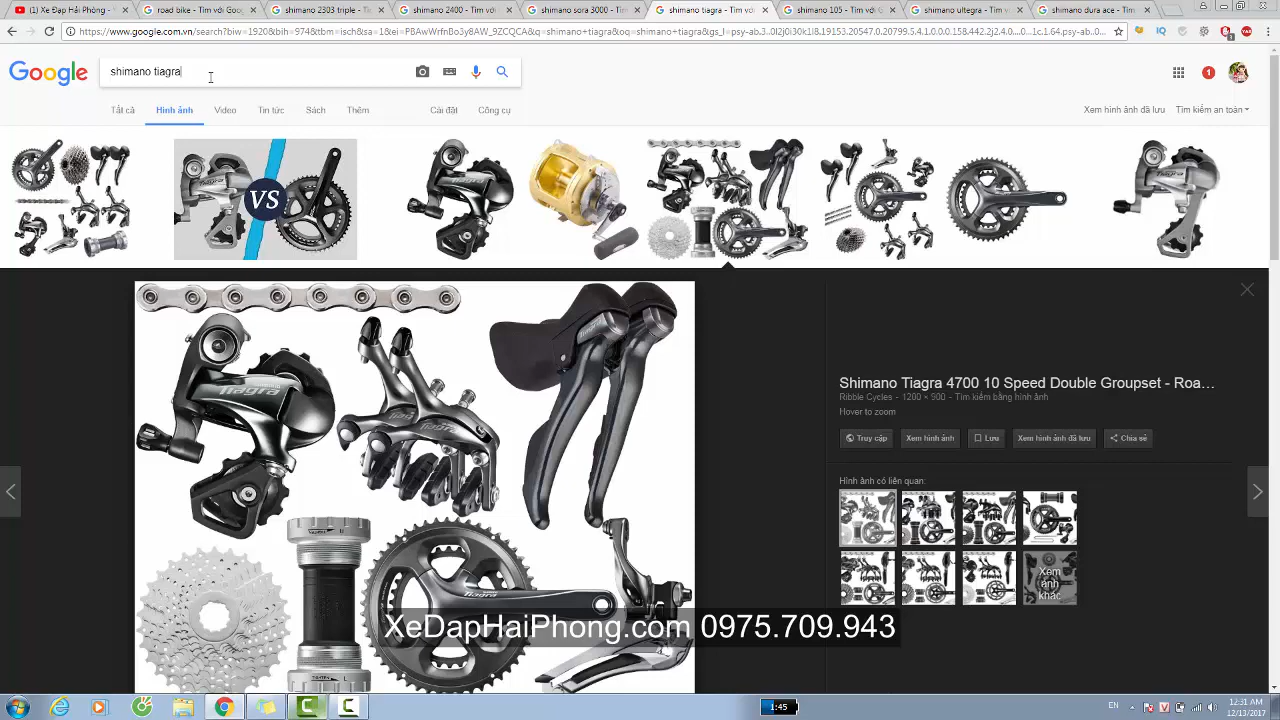 Xe Dap Hai Phong -
road bike - Tìm với Goo
shimano 2303 triple - T
shimano 2400 - Tìm với
shimano sora 3000 - Tìm
shimano tiagra - Tìm vớ
shimano 105 - Tìm với G
shimano ultegra - Tìm v
shimano dura ace - Tìm
Google
shimano tiagra
1
Tất cả
Hình ảnh
Video
Tin tức
Sách
Thêm
Cài đặt
Công cụ
Xem hình ảnh đã lưu
Tìm kiếm an toàn
VS
Tiagra
Shimano Tiagra 4700 10 Speed Double Groupset - Roa…
Ribble Cycles - 1200 × 900 - Tìm kiếm bằng hình ảnh
Hover to zoom
Truy cập
Xem hình ảnh
Lưu
Xem hình ảnh đã lưu
Chia sẻ
Hình ảnh có liên quan:
Xem
ảnh
khác
XeDapHaiPhong.com 0975.709.943
1:45
EN
12:31 AM
12/13/2017